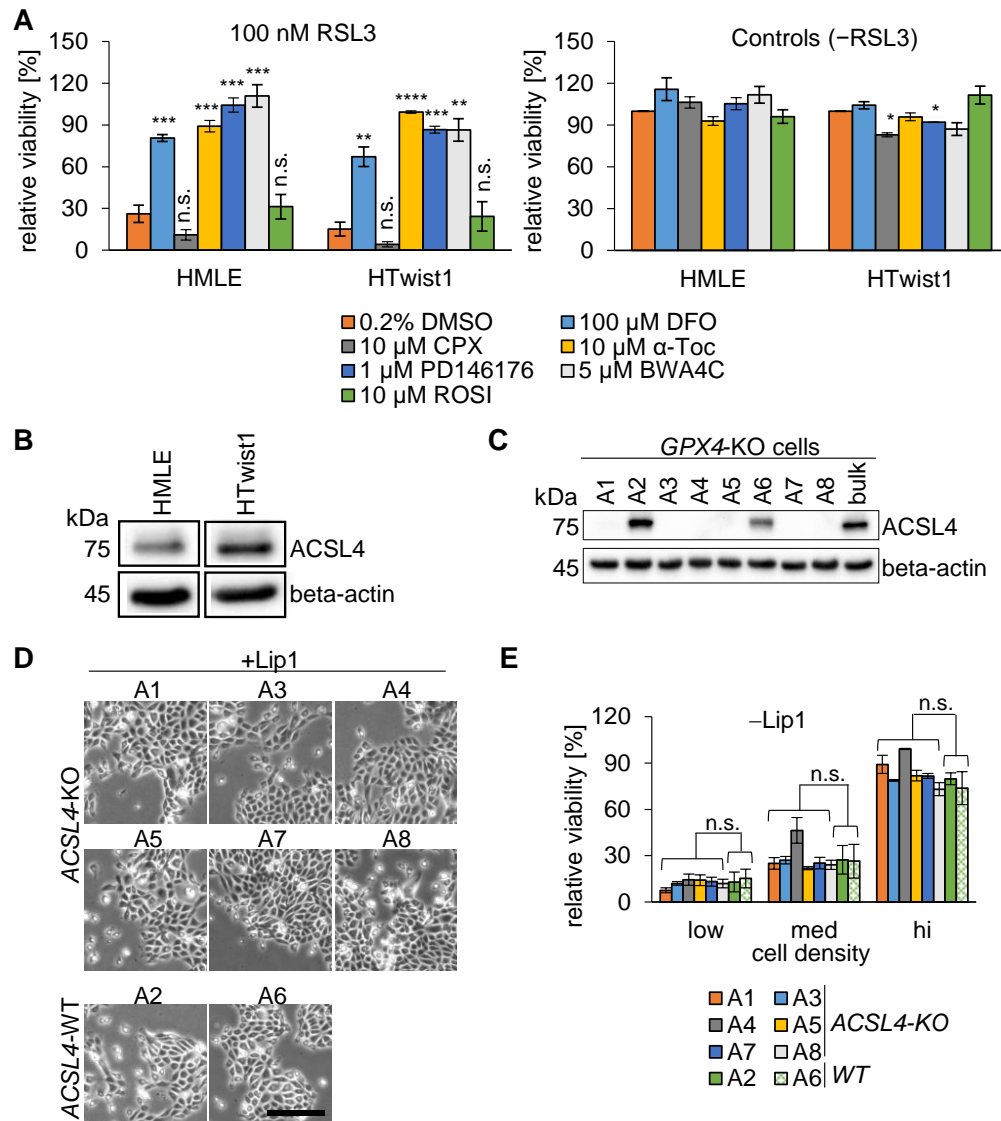 A
100 nM RSL3
relative viability [%]
150
120
90
60
30
0
***
n.s.
***
***
***
n.s.
**
n.s.
****
***
**
n.s.
HMLE
HTwist1
Controls (−RSL3)
relative viability [%]
150
120
90
60
30
0
*
*
HMLE
HTwist1
0.2% DMSO
100 µM DFO
10 µM CPX
10 µM α-Toc
1 µM PD146176
5 µM BWA4C
10 µM ROSI
B
HMLE
HTwist1
kDa
75
ACSL4
45
beta-actin
C
GPX4-KO cells
kDa
A1
A2
A3
A4
A5
A6
A7
A8
bulk
75
ACSL4
45
beta-actin
D
+Lip1
ACSL4-KO
A1
A3
A4
A5
A7
A8
ACSL4-WT
A2
A6
E
−Lip1
relative viability [%]
120
90
60
30
0
n.s.
n.s.
n.s.
low
med
hi
cell density
A1
A3
A4
A5
A7
A8
ACSL4-KO
A2
A6
WT